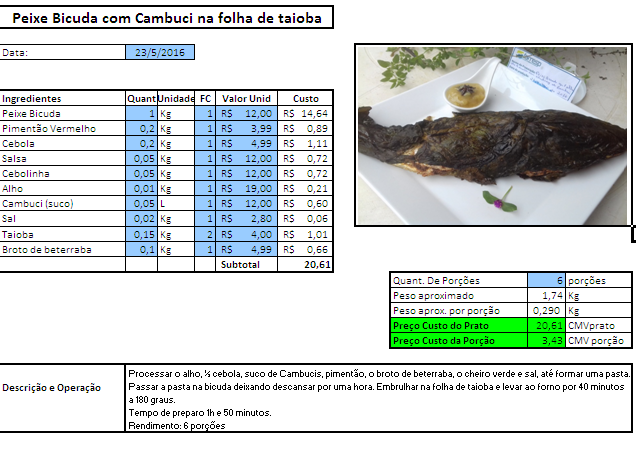 Peixe Bicuda com Cambuci na folha de taioba
Data: 23/5/2016
Ingredientes Quant Unidade FC Valor Unid Custo
Peixe Bicuda 1 Kg 1 R$ 12,00 R$ 14,64
Pimentão Vermelho 0,2 Kg 1 R$ 3,99 R$ 0,89
Cebola 0,2 Kg 1 R$ 4,99 R$ 1,11
Salsa 0,05 Kg 1 R$ 12,00 R$ 0,72
Cebolinha 0,05 Kg 1 R$ 12,00 R$ 0,72
Alho 0,01 Kg 1 R$ 19,00 R$ 0,21
Cambuci (suco) 0,05 L 1 R$ 12,00 R$ 0,60
Sal 0,02 Kg 1 R$ 2,80 R$ 0,06
Taioba 0,15 Kg 2 R$ 4,00 R$ 1,01
Broto de beterraba 0,1 Kg 1 R$ 4,99 R$ 0,66
Subtotal 20,61
Quant. De Porções 6 porções
Peso aproximado 1,74 Kg
Peso aprox. por porção 0,290 Kg
Preço Custo do Prato 20,61 CMVprato
Preço Custo da Porção 3,43 CMV porção
Descrição e Operação
Processar o alho, ½ cebola, suco de Cambucis, pimentão, o broto de beterraba, o cheiro verde e sal, até formar uma pasta.
Passar a pasta na bicuda deixando descansar por uma hora. Embrulhar na folha de taioba e levar ao forno por 40 minutos
a 180 graus.
Tempo de preparo 1h e 50 minutos.
Rendimento: 6 porções